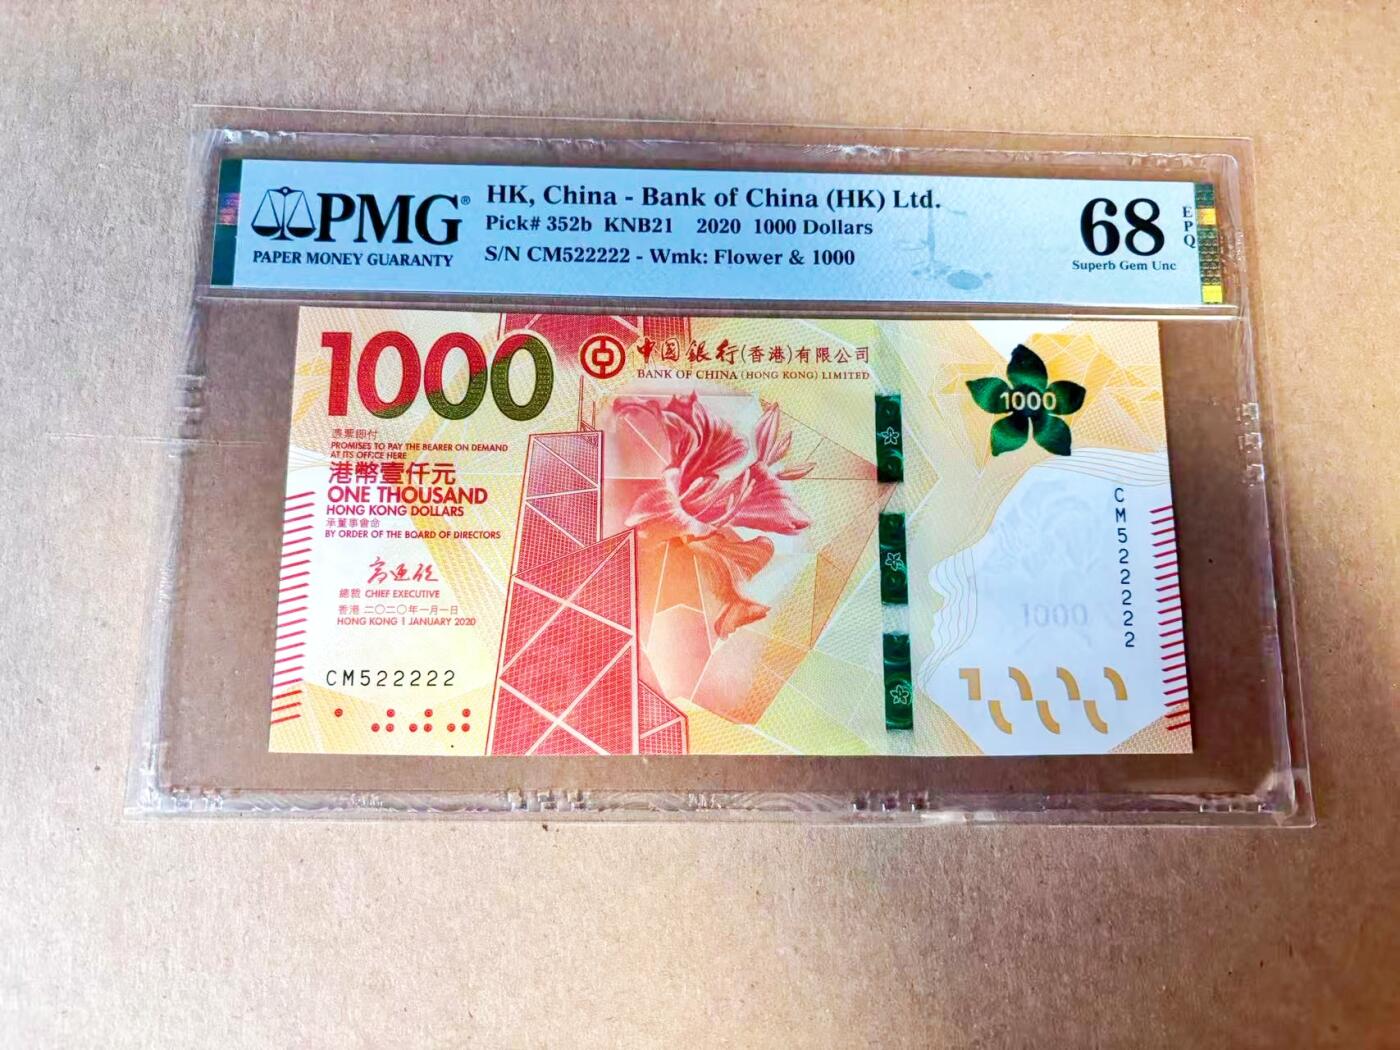 PMG®
PAPER MONEY GUARANTY
HK, China - Bank of China (HK) Ltd.
Pick# 352b KNB21 2020 1000 Dollars
S/N CM522222 - Wmk: Flower & 1000
68
Superb Gem Unc
EPQ
1000
中国银行(香港)有限公司
BANK OF CHINA (HONG KONG) LIMITED
憑票即付
PROMISES TO PAY THE BEARER ON DEMAND
AT ITS OFFICE HERE
港幣壹仟元
ONE THOUSAND
HONG KONG DOLLARS
承董事會命
BY ORDER OF THE BOARD OF DIRECTORS
總裁 CHIEF EXECUTIVE
香港 二〇二〇年一月一日
HONG KONG 1 JANUARY 2020
CM522222
1000
CM522222
1000